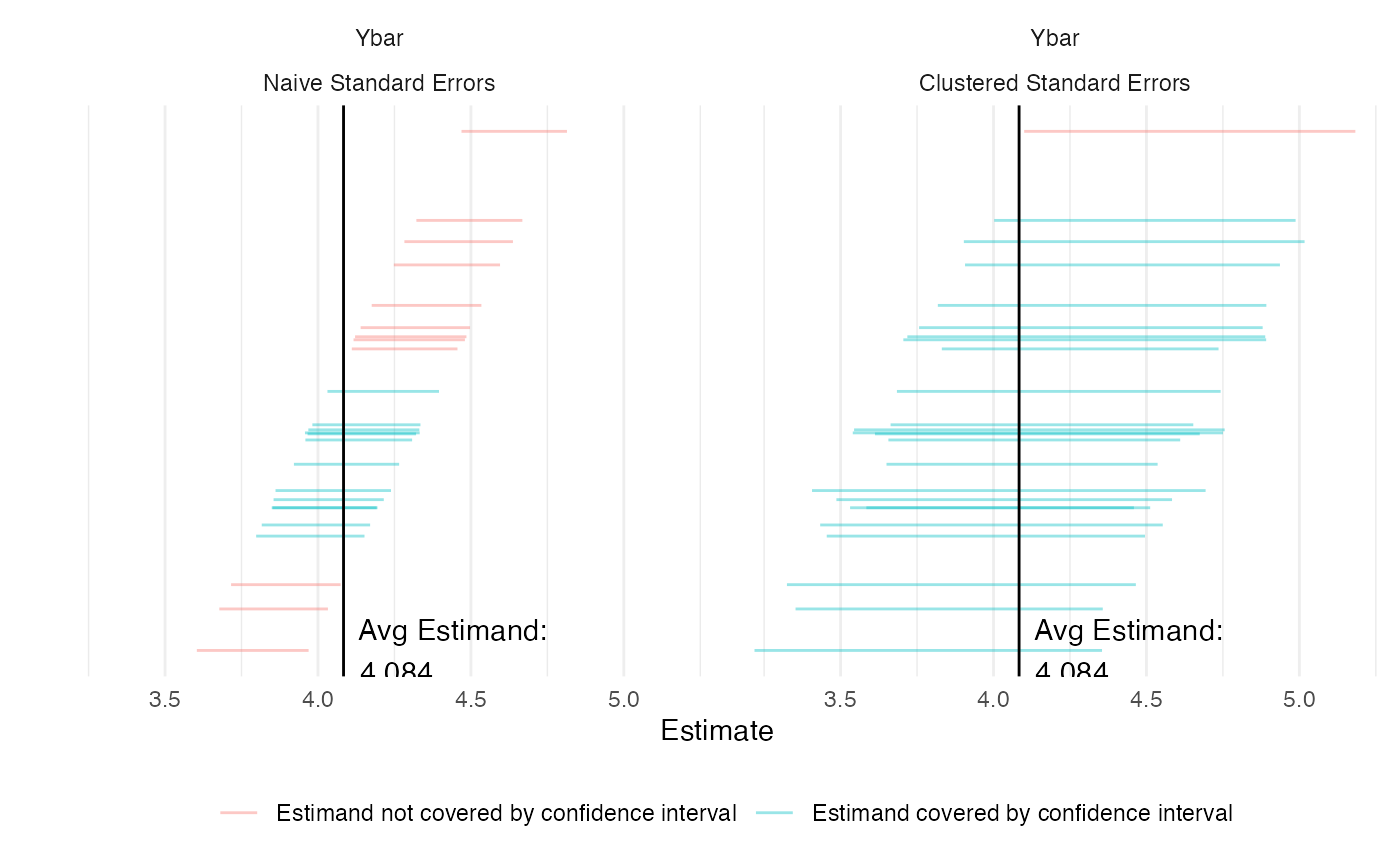 Ybar
Ybar
Naive Standard Errors
Clustered Standard Errors
Avg Estimand:
4.084
Avg Estimand:
4.084
3.5 4.0 4.5 5.0
3.5 4.0 4.5 5.0
Estimate
Estimand not covered by confidence interval
Estimand covered by confidence interval